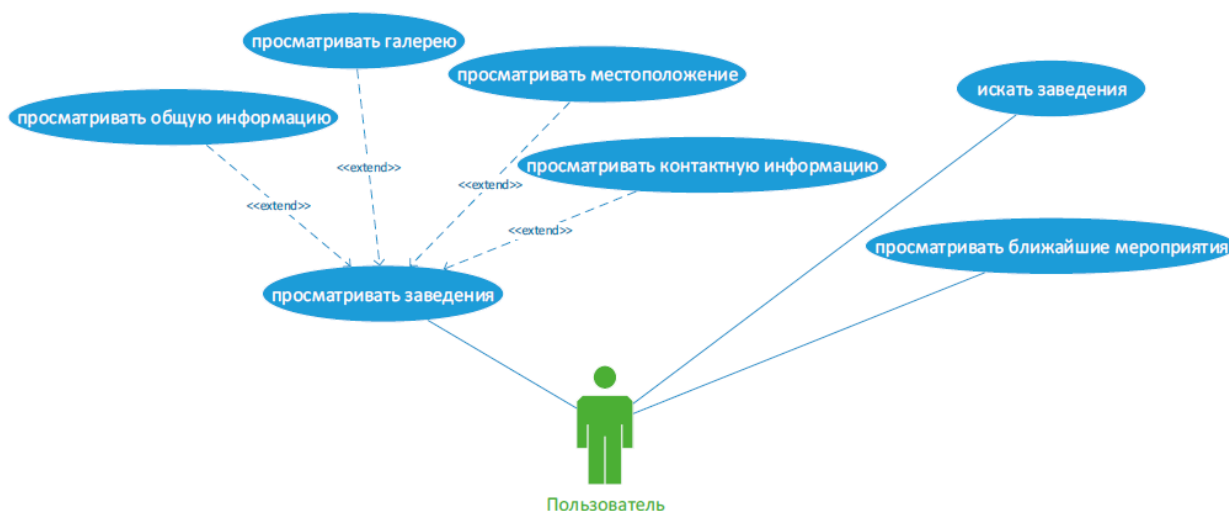 просматривать галерею
просматривать местоположение
искать заведения
просматривать общую информацию
просматривать контактную информацию
<<extend>>
<<extend>>
<<extend>>
<<extend>>
просматривать ближайшие мероприятия
просматривать заведения
Пользователь